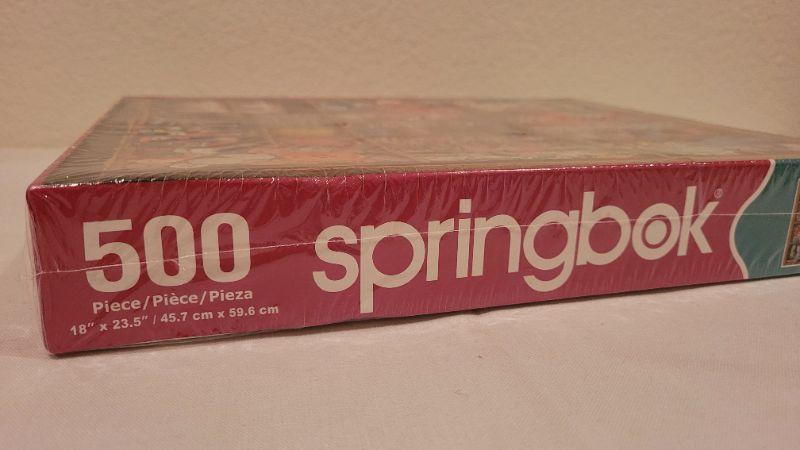 500
Piece/Pièce/Pieza
18" x 23.5" / 45.7 cm x 59.6 cm
springbok®